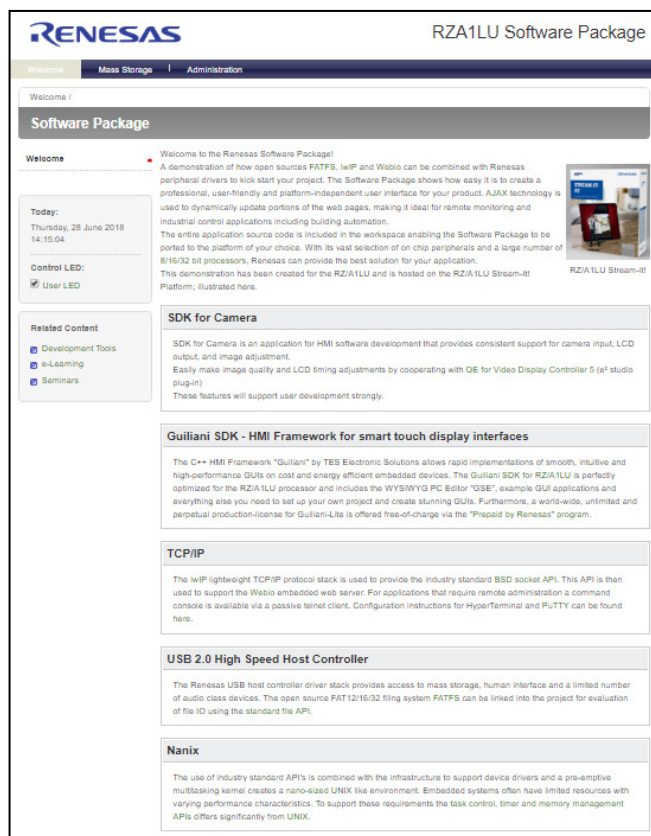 RENESAS
RZA1LU Software Package
Welcome
Mass Storage
Administration
Welcome /
Software Package
Welcome
Today:
Thursday, 28 June 2018
14:15:04
Control LED:
User LED
Related Content
Development Tools
e-Learning
Seminars
Welcome to the Renesas Software Package!
A demonstration of how open sources FATFS, lwIP and Webio can be combined with Renesas
peripheral drivers to kick start your project. The Software Package shows how easy it is to create a
professional, user-friendly and platform-independent user interface for your product. AJAX technology is
used to dynamically update portions of the web pages, making it ideal for remote monitoring and
industrial control applications including building automation.
The entire application source code is included in the workspace enabling the Software Package to be
ported to the platform of your choice. With its vast selection of on chip peripherals and a large number of
8/16/32 bit processors, Renesas can provide the best solution for your application.
This demonstration has been created for the RZ/A1LU and is hosted on the RZ/A1LU Stream-It!
Platform; illustrated here.
STREAM IT!
RZ/A1LU Stream-it!
SDK for Camera
SDK for Camera is an application for HMI software development that provides consistent support for camera input, LCD
output, and image adjustment.
Easily make image quality and LCD timing adjustments by cooperating with QE for Video Display Controller 5 (e² studio
plug-in)
These features will support user development strongly.
Guiliani SDK - HMI Framework for smart touch display interfaces
The C++ HMI Framework "Guiliani" by TES Electronic Solutions allows rapid implementations of smooth, intuitive and
high-performance GUIs on cost and energy efficient embedded devices. The Guiliani SDK for RZ/A1LU is perfectly
optimized for the RZ/A1LU processor and includes the WYSIWYG PC Editor "GSE", example GUI applications and
everything else you need to set up your own project and create stunning GUIs. Furthermore, a world-wide, unlimited and
perpetual production-license for Guiliani-Lite is offered free-of-charge via the "Prepaid by Renesas" program.
TCP/IP
The lwIP lightweight TCP/IP protocol stack is used to provide the industry standard BSD socket API. This API is then
used to support the Webio embedded web server. For applications that require remote administration a command
console is available via a passive telnet client. Configuration instructions for HyperTerminal and PuTTY can be found
here.
USB 2.0 High Speed Host Controller
The Renesas USB host controller driver stack provides access to mass storage, human interface and a limited number
of audio class devices. The open source FAT12/16/32 filing system FATFS can be linked into the project for evaluation
of file IO using the standard file API.
Nanix
The use of industry standard API's is combined with the infrastructure to support device drivers and a pre-emptive
multitasking kernel creates a nano-sized UNIX like environment. Embedded systems often have limited resources with
varying performance characteristics. To support these requirements the task control, timer and memory management
APIs differs significantly from UNIX.